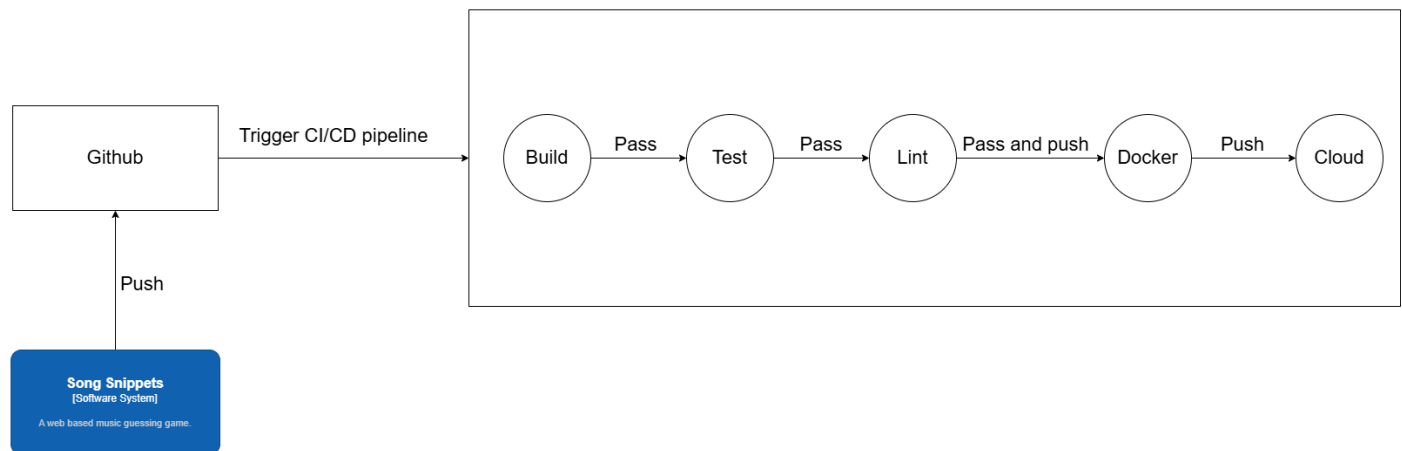 Github
Trigger CI/CD pipeline
Build
Pass
Test
Pass
Lint
Pass and push
Docker
Push
Cloud
Push
Song Snippets
[Software System]
A web based music guessing game.